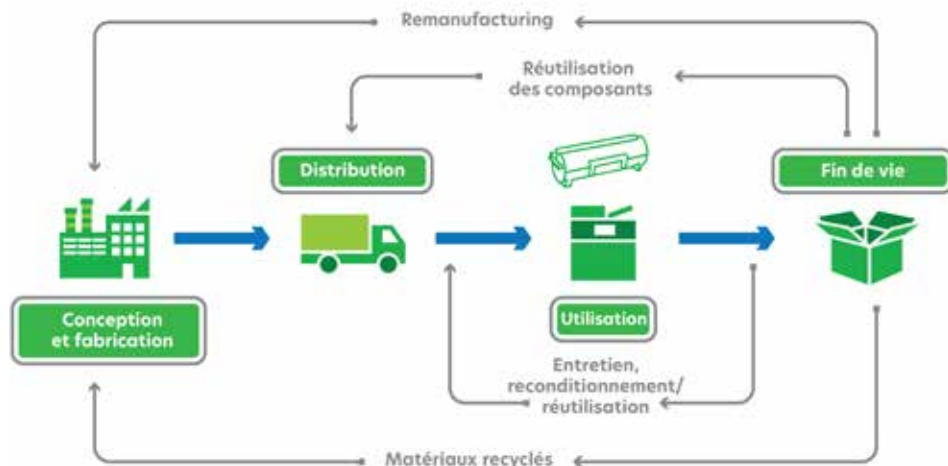 Remanufacturing
Réutilisation
des composants
Distribution
Fin de vie
Conception
et fabrication
Utilisation
Entretien,
reconditionnement/
réutilisation
Matériaux recyclés